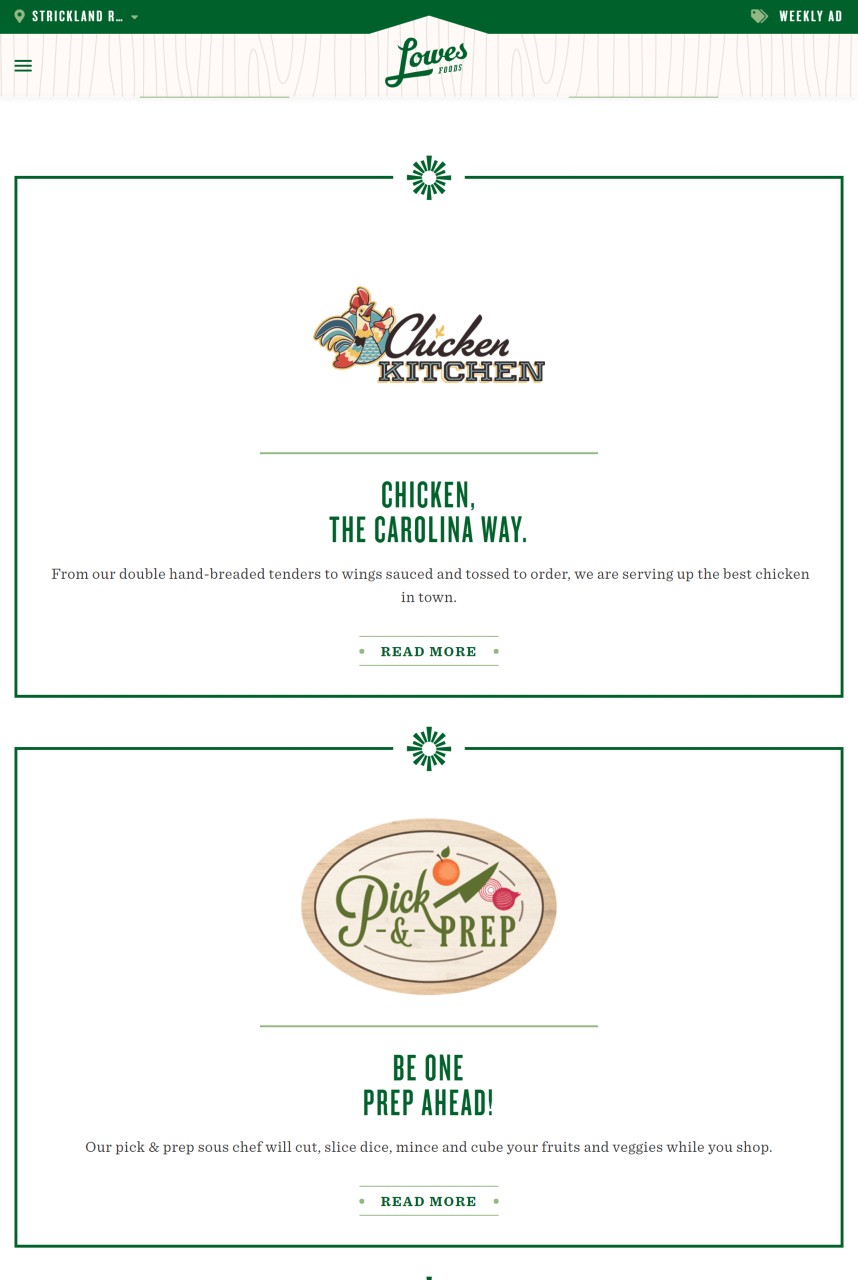 STRICKLAND R...
WEEKLY AD
Lowes
FOODS
Chicken
KITCHEN
CHICKEN,
THE CAROLINA WAY.
From our double hand-breaded tenders to wings sauced and tossed to order, we are serving up the best chicken
in town.
READ MORE
Pick
-&- PREP
BE ONE
PREP AHEAD!
Our pick & prep sous chef will cut, slice dice, mince and cube your fruits and veggies while you shop.
READ MORE